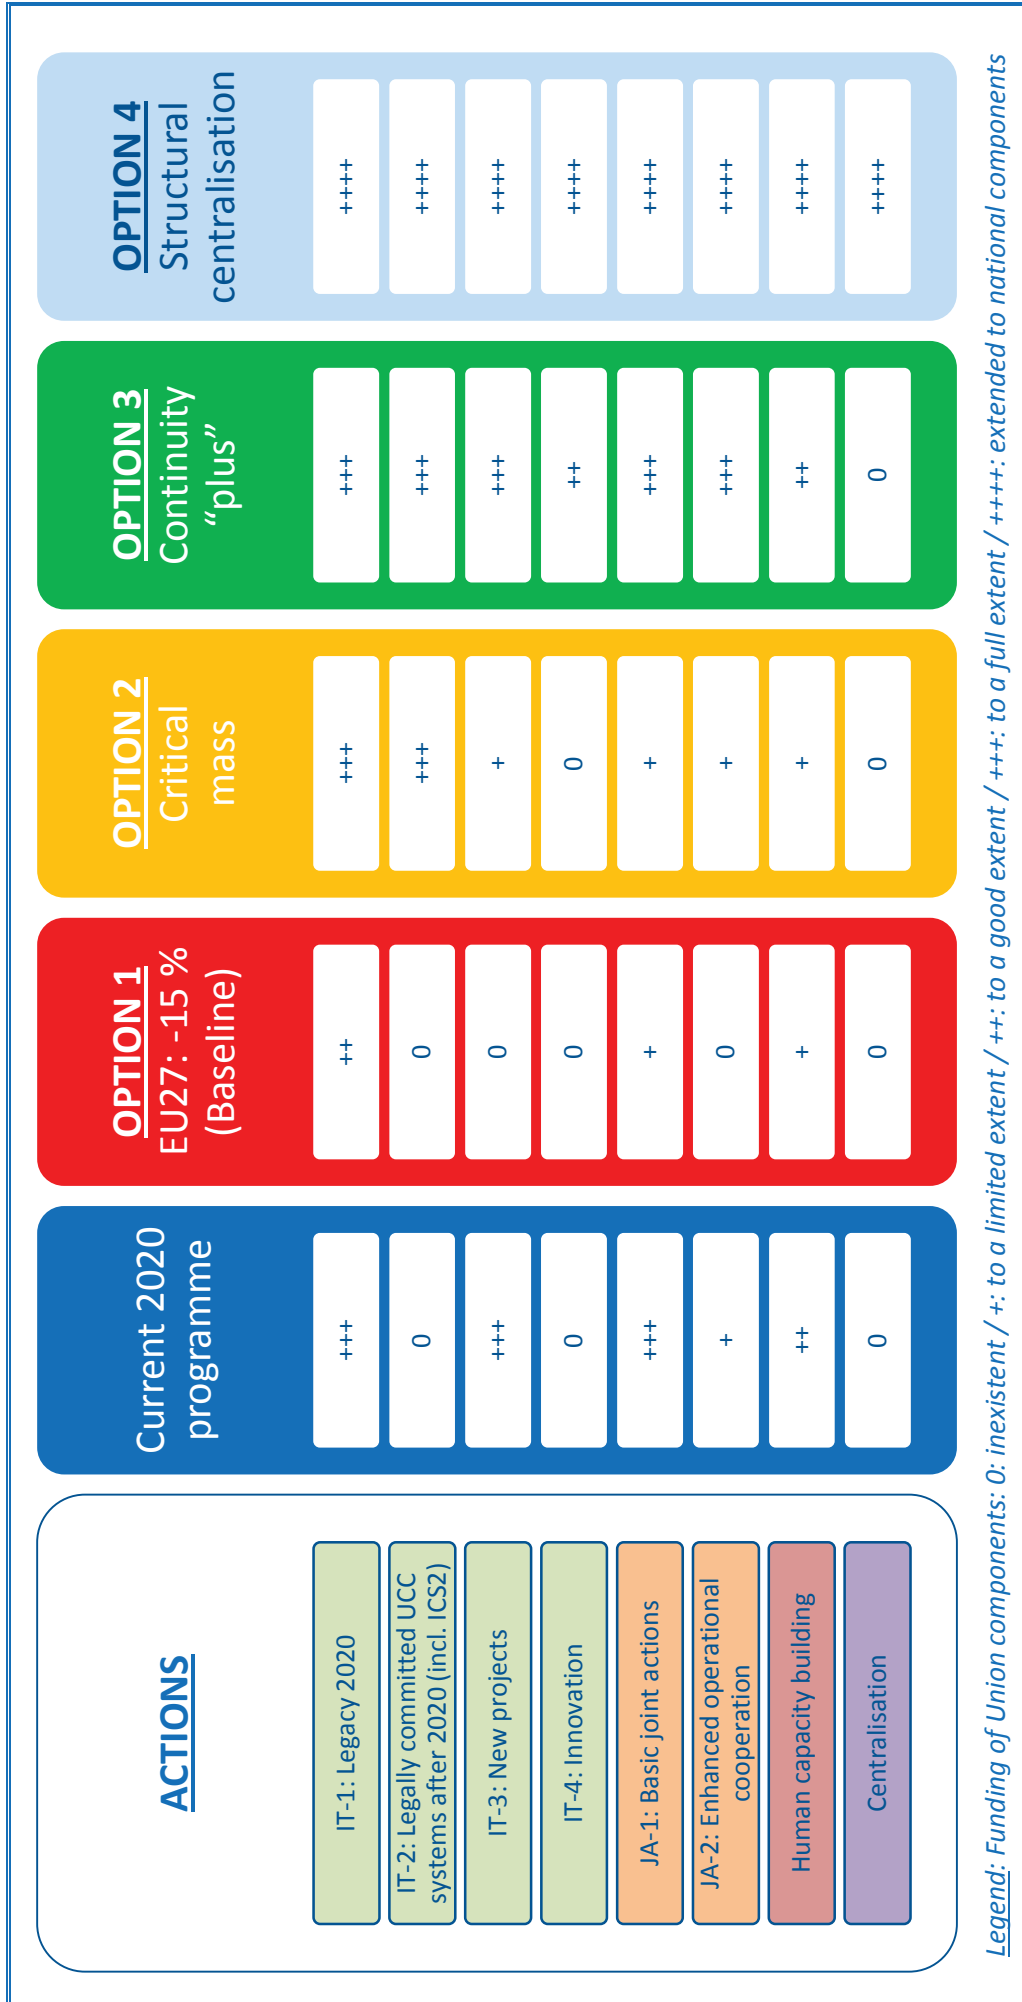 ACTIONS
IT-1: Legacy 2020
IT-2: Legally committed UCC
systems after 2020 (incl. ICS2)
IT-3: New projects
IT-4: Innovation
JA-1: Basic joint actions
JA-2: Enhanced operational
cooperation
Human capacity building
Centralisation
Current 2020
programme
+++
0
+++
0
+++
+
++
0
OPTION 1
EU27: -15 %
(Baseline)
++
0
0
0
+
0
+
0
OPTION 2
Critical
mass
+++
+++
+
0
+
+
+
0
OPTION 3
Continuity
“plus”
+++
+++
+++
++
+++
+++
++
0
OPTION 4
Structural
centralisation
++++
++++
++++
++++
++++
++++
++++
++++
Legend: Funding of Union components: 0: inexistent / +: to a limited extent / ++: to a good extent / +++: to a full extent / ++++: extended to national components